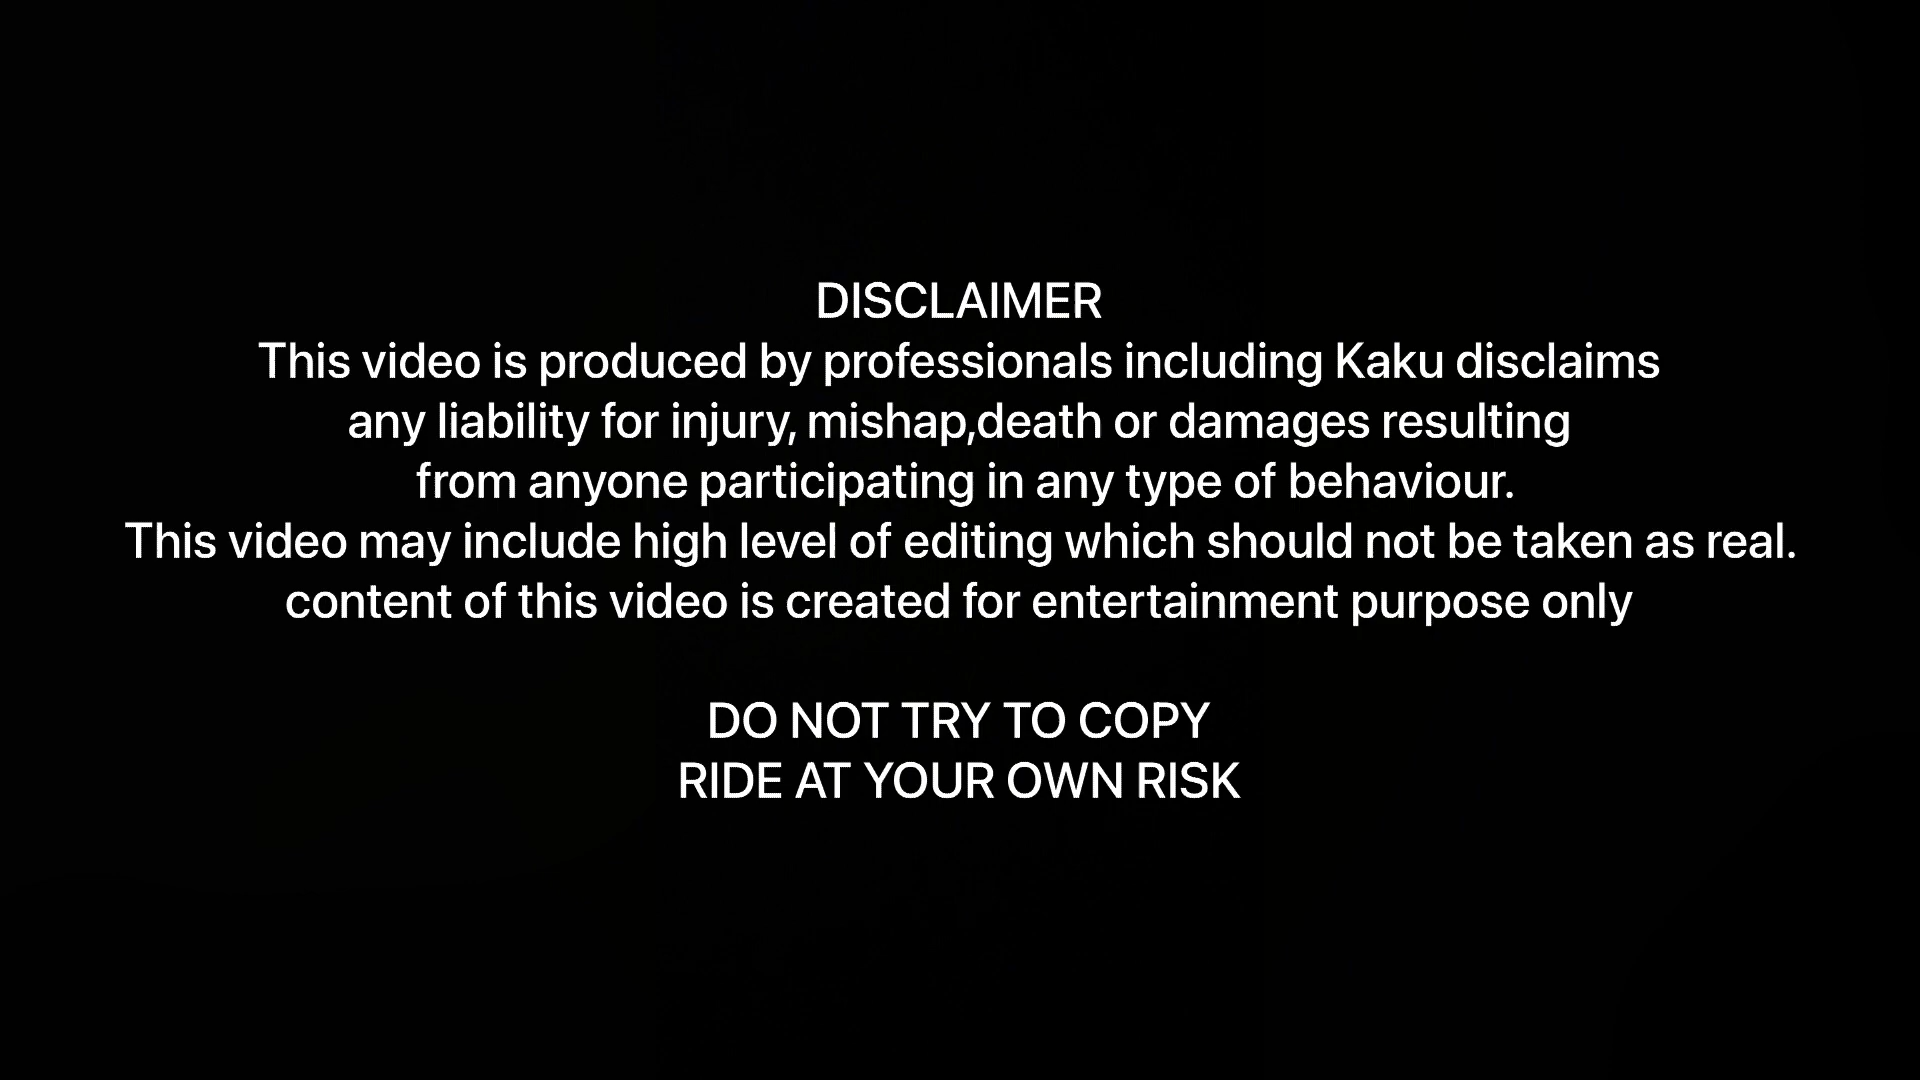 DISCLAIMER
This video is produced by professionals including Kaku disclaims
any liability for injury, mishap,death or damages resulting
from anyone participating in any type of behaviour.
This video may include high level of editing which should not be taken as real.
content of this video is created for entertainment purpose only
DO NOT TRY TO COPY
RIDE AT YOUR OWN RISK